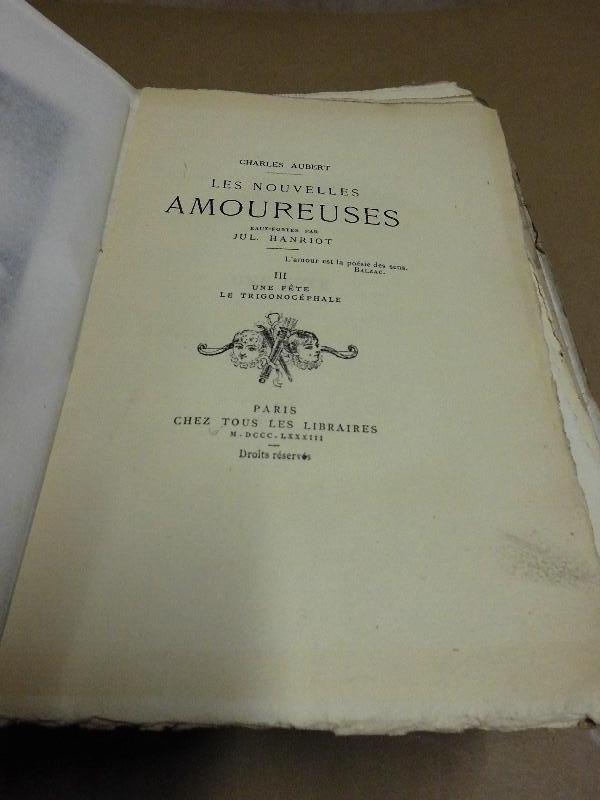 CHARLES AUBERT
LES NOUVELLES
AMOUREUSES
EAUX-FORTES PAR
JUL. HANRIOT
L'amour est la poésie des sens.
BALZAC.
III
UNE FÊTE
LE TRIGONOCÉPHALE
PARIS
CHEZ TOUS LES LIBRAIRES
M.DCCC.LXXXIII
Droits réservés